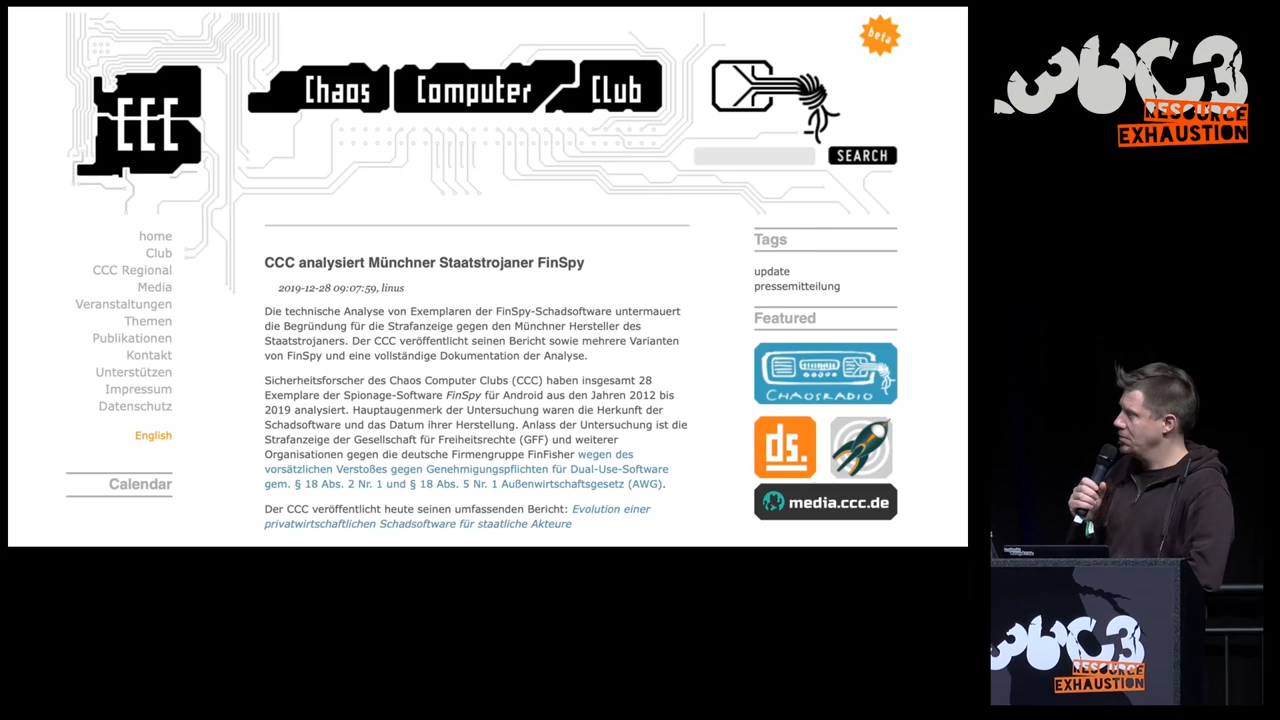 beta
CCC
Chaos Computer Club
SEARCH
36C3
RESOURCE
EXHAUSTION
home
Club
CCC Regional
Media
Veranstaltungen
Themen
Publikationen
Kontakt
Unterstützen
Impressum
Datenschutz
English
Calendar
CCC analysiert Münchner Staatstrojaner FinSpy
2019-12-28 09:07:59, linus
Die technische Analyse von Exemplaren der FinSpy-Schadsoftware untermauert
die Begründung für die Strafanzeige gegen den Münchner Hersteller des
Staatstrojaners. Der CCC veröffentlicht seinen Bericht sowie mehrere Varianten
von FinSpy und eine vollständige Dokumentation der Analyse.
Sicherheitsforscher des Chaos Computer Clubs (CCC) haben insgesamt 28
Exemplare der Spionage-Software FinSpy für Android aus den Jahren 2012 bis
2019 analysiert. Hauptaugenmerk der Untersuchung waren die Herkunft der
Schadsoftware und das Datum ihrer Herstellung. Anlass der Untersuchung ist die
Strafanzeige der Gesellschaft für Freiheitsrechte (GFF) und weiterer
Organisationen gegen die deutsche Firmengruppe FinFisher wegen des
vorsätzlichen Verstoßes gegen Genehmigungspflichten für Dual-Use-Software
gem. § 18 Abs. 2 Nr. 1 und § 18 Abs. 5 Nr. 1 Außenwirtschaftsgesetz (AWG).
Der CCC veröffentlicht heute seinen umfassenden Bericht: Evolution einer
privatwirtschaftlichen Schadsoftware für staatliche Akteure
Tags
update
pressemitteilung
Featured
CHAOSRADIO
ds.
media.ccc.de
36C3
RESOURCE
EXHAUSTION